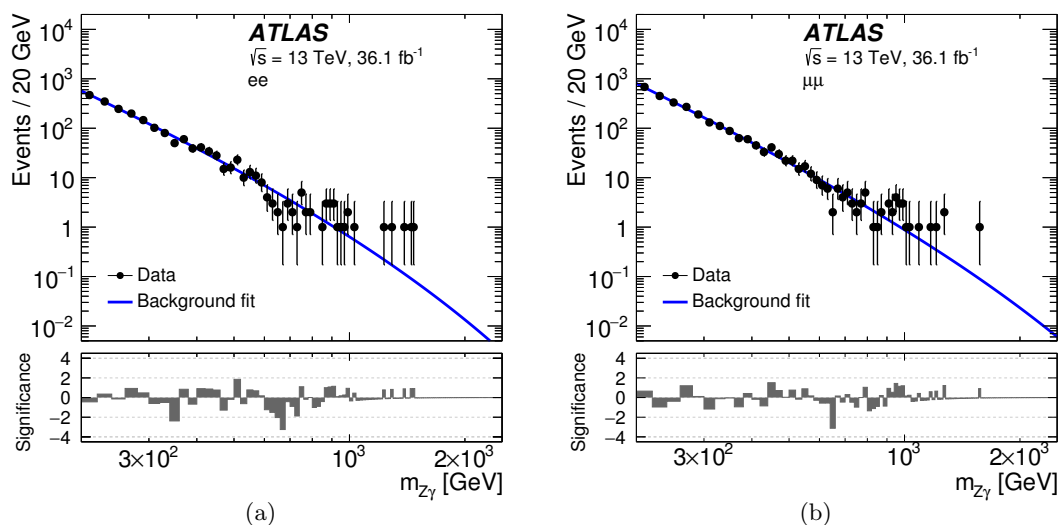 ATLAS
√s = 13 TeV, 36.1 fb⁻¹
ee
Events / 20 GeV
10⁴
10³
10²
10
1
10⁻¹
10⁻²
Data
Background fit
Significance
4
2
0
−2
−4
3×10²
10³
2×10³
m_Zγ [GeV]
(a)
ATLAS
√s = 13 TeV, 36.1 fb⁻¹
μμ
Events / 20 GeV
10⁴
10³
10²
10
1
10⁻¹
10⁻²
Data
Background fit
Significance
4
2
0
−2
−4
3×10²
10³
2×10³
m_Zγ [GeV]
(b)